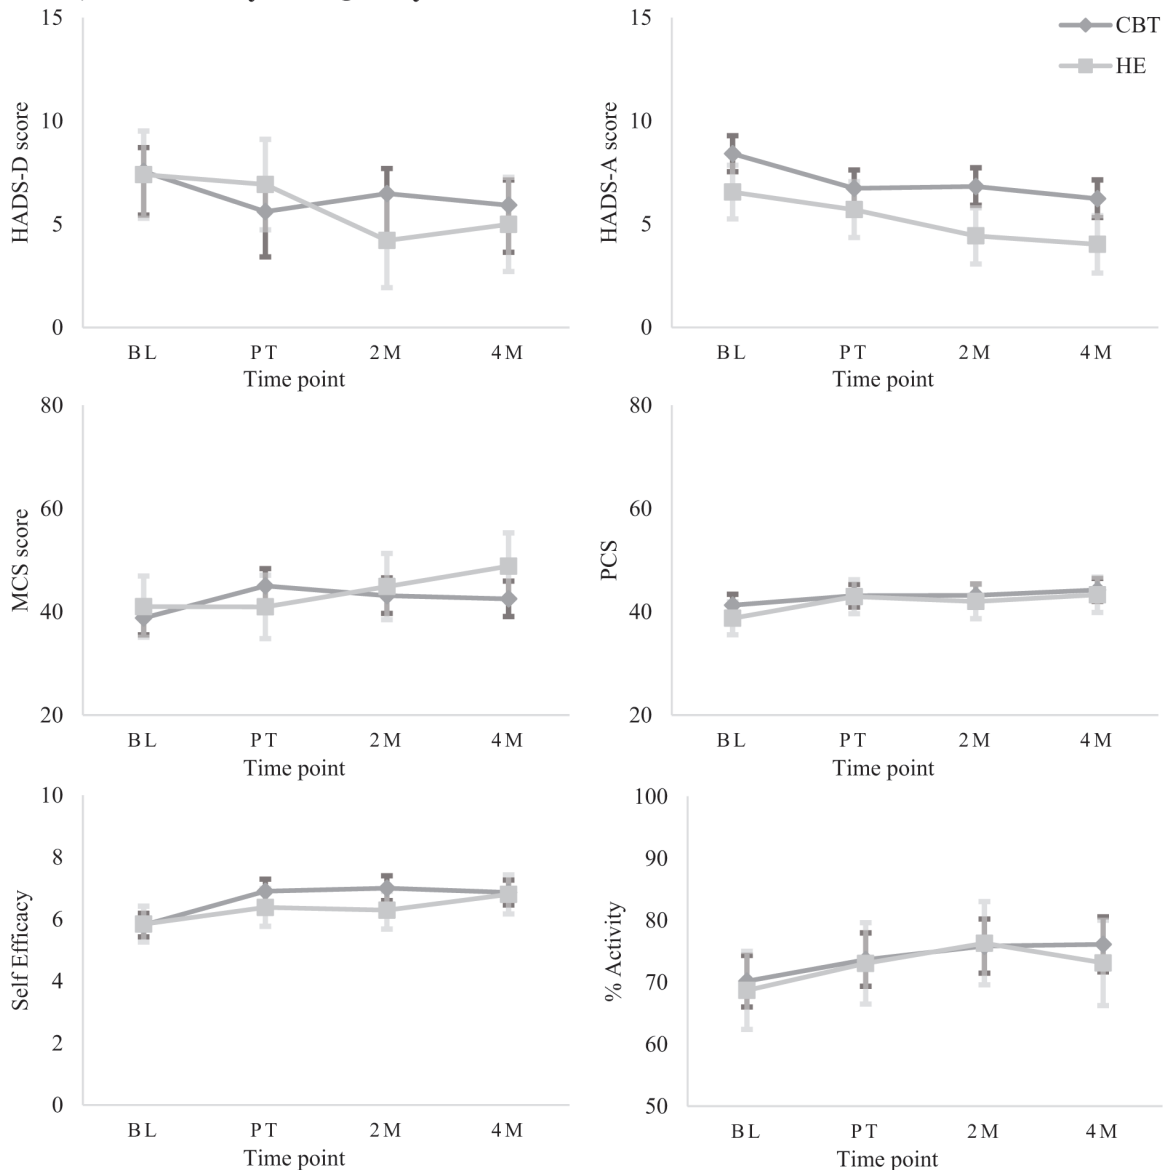 15
10
5
0
HADS-D score
BL PT 2M 4M
Time point
15
10
5
0
HADS-A score
BL PT 2M 4M
Time point
CBT
HE
80
60
40
20
MCS score
BL PT 2M 4M
Time point
80
60
40
20
PCS
BL PT 2M 4M
Time point
10
8
6
4
2
0
Self Efficacy
BL PT 2M 4M
Time point
100
90
80
70
60
50
% Activity
BL PT 2M 4M
Time point